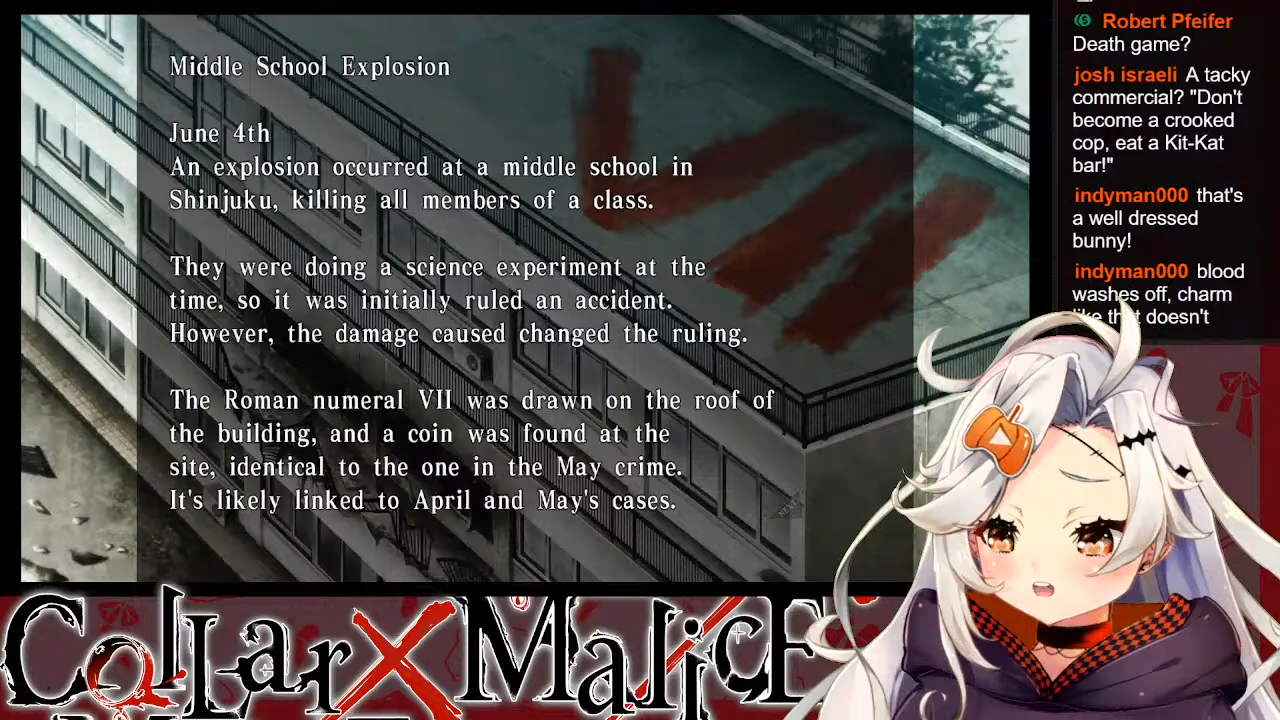 Middle School Explosion
June 4th
An explosion occurred at a middle school in
Shinjuku, killing all members of a class.
They were doing a science experiment at the
time, so it was initially ruled an accident.
However, the damage caused changed the ruling.
The Roman numeral VII was drawn on the roof of
the building, and a coin was found at the
site, identical to the one in the May crime.
It's likely linked to April and May's cases.
NEXT
Robert Pfeifer
Death game?
josh israeli A tacky
commercial? "Don't
become a crooked
cop, eat a Kit-Kat
bar!"
indyman000 that's
a well dressed
bunny!
indyman000 blood
washes off, charm
like that doesn't
Collar×Malice